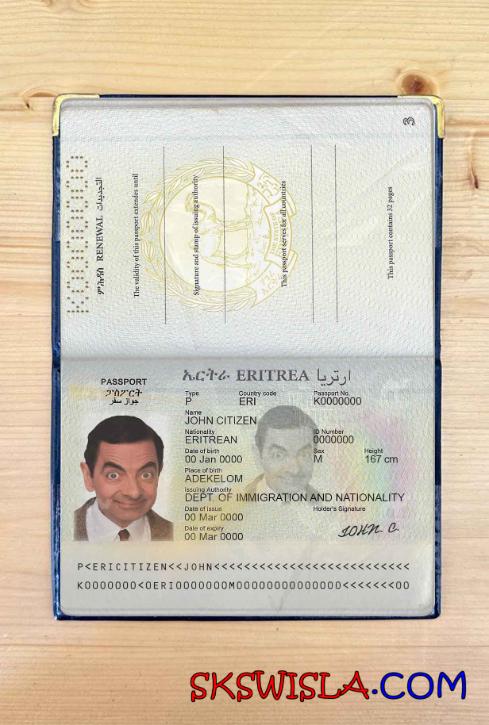 ෆ
K0000000
ምሕዳስ RENEWAL التجديدات
The validity of this passport extendes until
Signature and stamp of issuing authority
This passport serves for all countries
This passport contains 32 pages
ኤርትራ ERITREA ارتريا
PASSPORT
ፓስፖርት
جواز سفر
Type Country code Passport No.
P ERI K0000000
Name
JOHN CITIZEN
Nationality ID Number
ERITREAN 0000000
Date of birth Sex Height
00 Jan 0000 M 167 cm
Place of birth
ADEKELOM
Issuing Authority
DEPT. OF IMMIGRATION AND NATIONALITY
Date of issue Holder's Signature
00 Mar 0000
Date of expiry
00 Mar 0000
JOHN C.
P<ERICITIZEN<<JOHN<<<<<<<<<<<<<<<<<<<<<<<<<<
K0000000<0ERI0000000M0000000000000000<<<<<<<00
SKSWISLA.COM